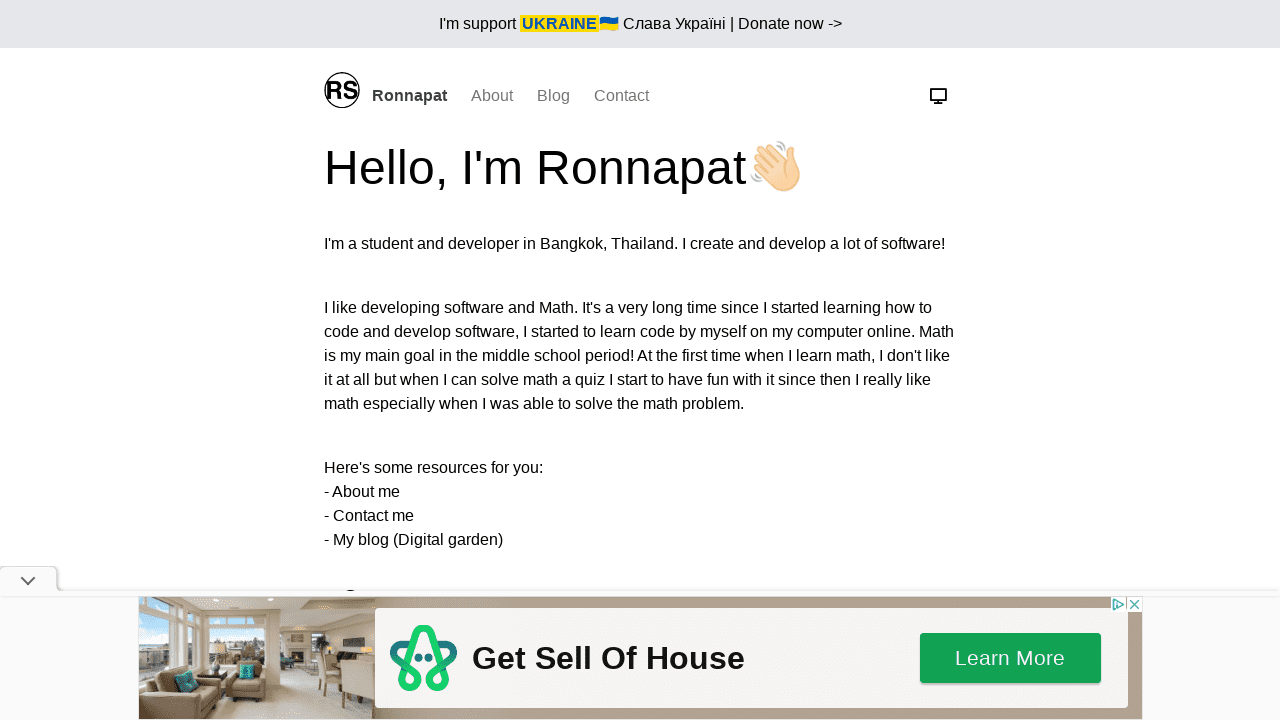 I'm support UKRAINE🇺🇦 Слава Україні | Donate now ->
RS Ronnapat About Blog Contact
Hello, I'm Ronnapat👋🏻
I'm a student and developer in Bangkok, Thailand. I create and develop a lot of software!
I like developing software and Math. It's a very long time since I started learning how to
code and develop software, I started to learn code by myself on my computer online. Math
is my main goal in the middle school period! At the first time when I learn math, I don't like
it at all but when I can solve math a quiz I start to have fun with it since then I really like
math especially when I was able to solve the math problem.
Here's some resources for you:
- About me
- Contact me
- My blog (Digital garden)
Get Sell Of House
Learn More